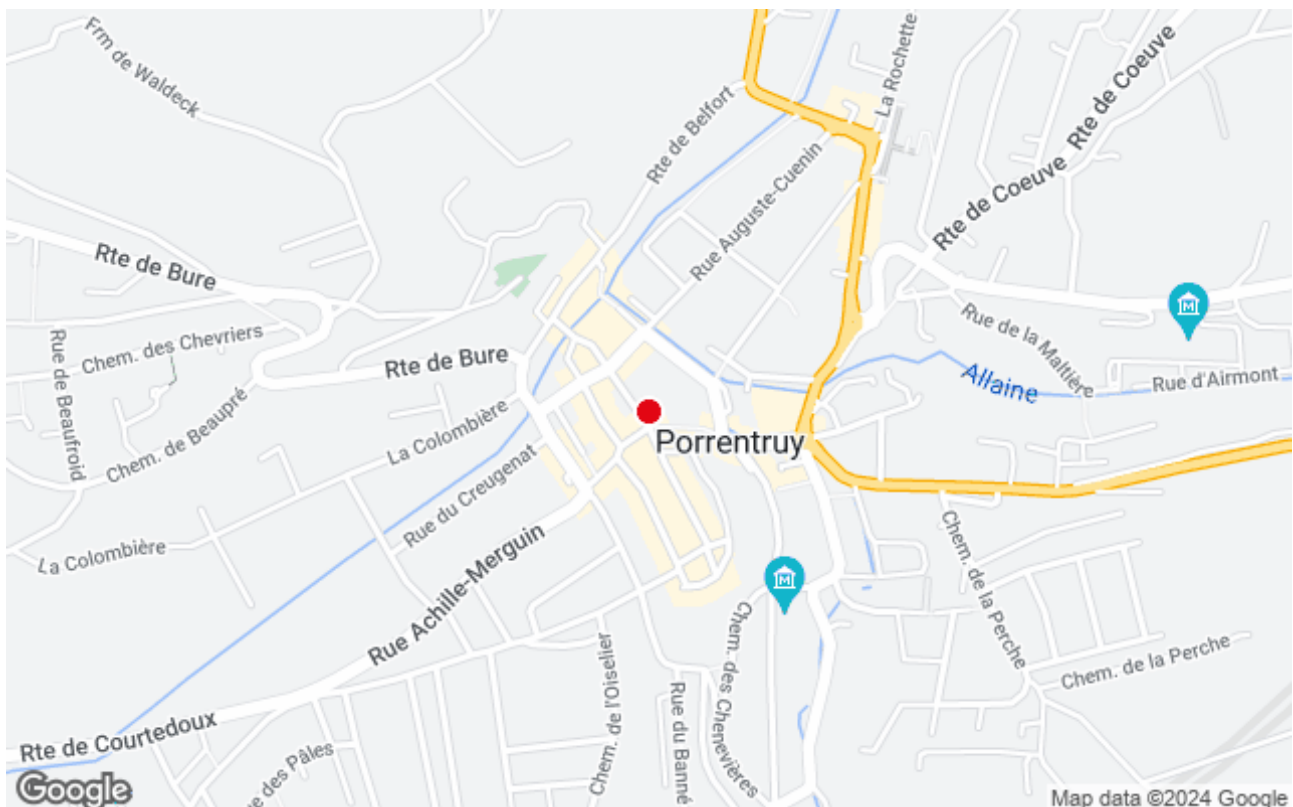 Frm de Waldeck
Rte de Belfort
La Rochette
Rte de Coeuve
Rte de Coeuve
Rue Auguste-Cuenin
Rte de Bure
Rue de la Maltière
Chem. des Chevriers
Rue de Beaufroid
Rte de Bure
Allaine
Rue d'Airmont
Chem. de Beaupré
La Colombière
Porrentruy
Rue du Creugenat
La Colombière
Chem. de la Perche
Rue Achille-Merguin
Chem. des Chenevières
Chem. de l'Oiselier
Rue du Banné
Chem. de la Perche
Rte de Courtedoux
e des Pâles
Google
Map data ©2024 Google